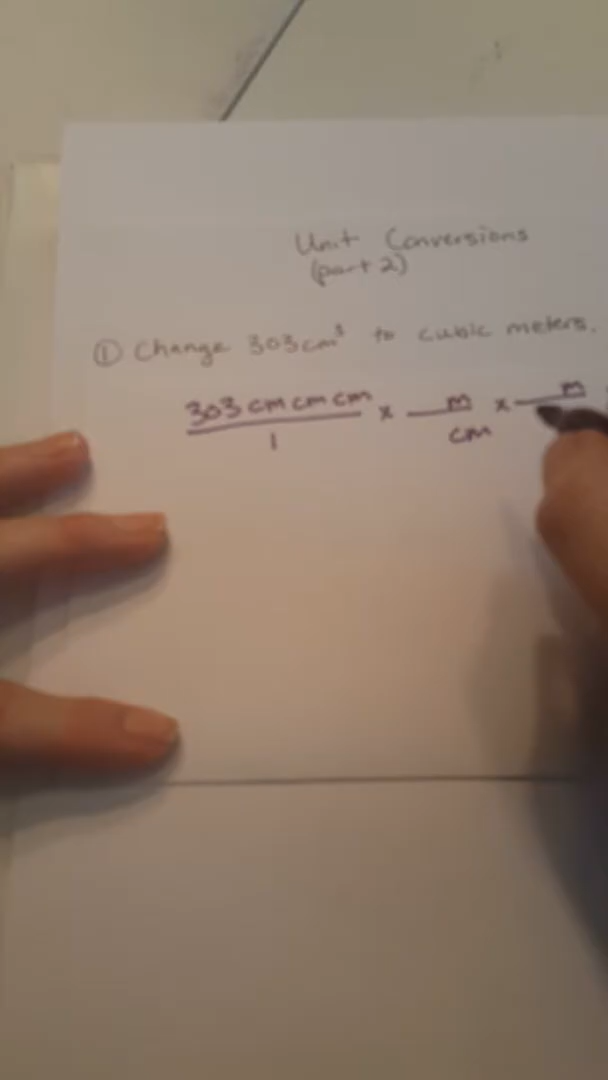 Unit Conversions
(part 2)
① Change 303cm³ to cubic meters.
303 cm cm cm x m x m
1 cm